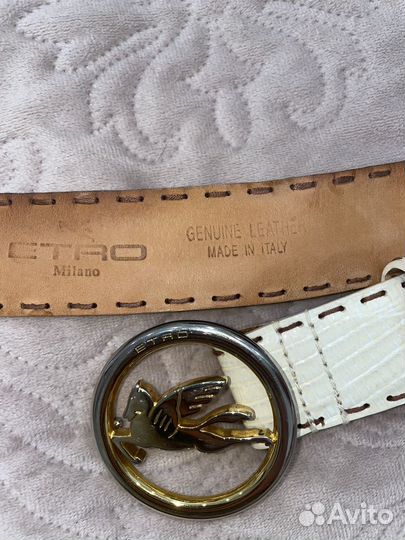 ETRO
Milano
GENUINE LEATHER
MADE IN ITALY
ETRO
Avito